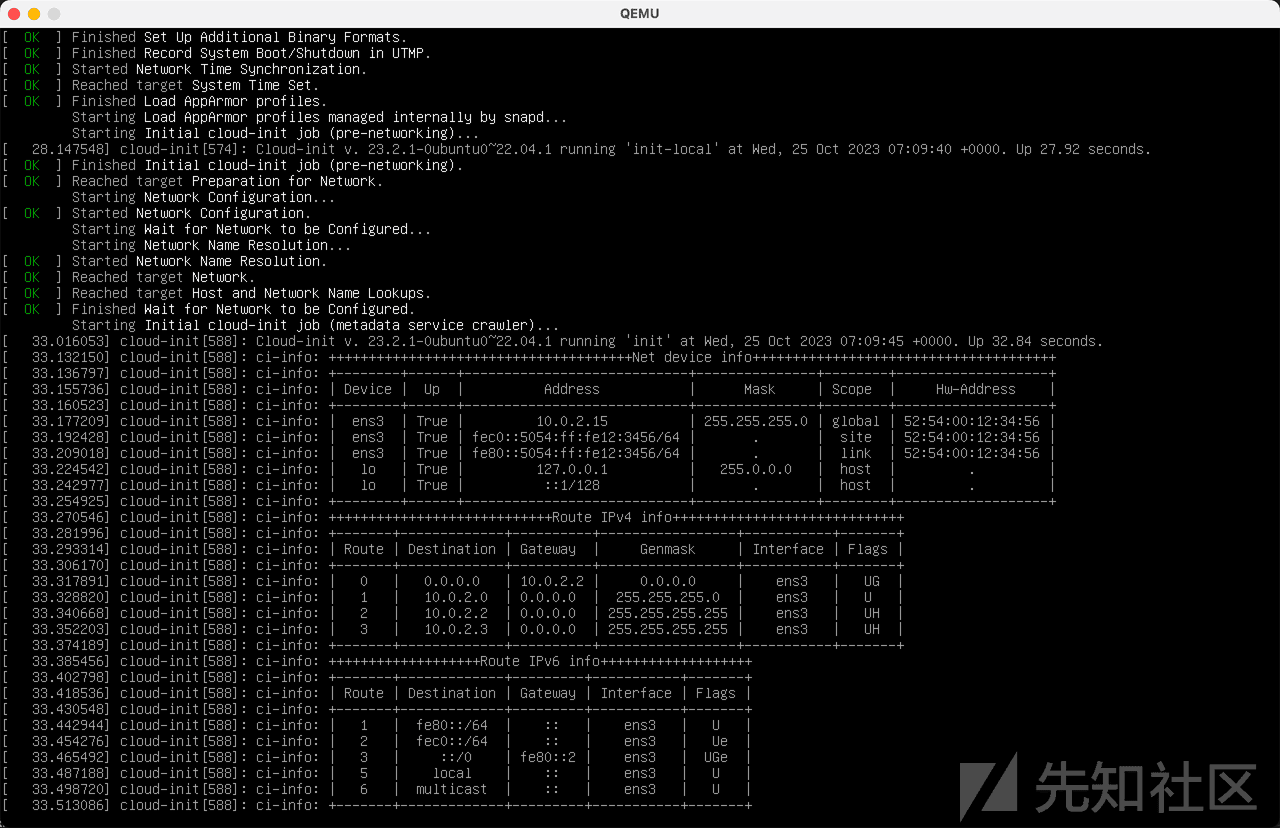 QEMU
[  OK  ] Finished Set Up Additional Binary Formats.
[  OK  ] Finished Record System Boot/Shutdown in UTMP.
[  OK  ] Started Network Time Synchronization.
[  OK  ] Reached target System Time Set.
[  OK  ] Finished Load AppArmor profiles.
         Starting Load AppArmor profiles managed internally by snapd...
         Starting Initial cloud-init job (pre-networking)...
[   28.147548] cloud-init[574]: Cloud-init v. 23.2.1-0ubuntu0~22.04.1 running 'init-local' at Wed, 25 Oct 2023 07:09:40 +0000. Up 27.92 seconds.
[  OK  ] Finished Initial cloud-init job (pre-networking).
[  OK  ] Reached target Preparation for Network.
         Starting Network Configuration...
[  OK  ] Started Network Configuration.
         Starting Wait for Network to be Configured...
         Starting Network Name Resolution...
[  OK  ] Started Network Name Resolution.
[  OK  ] Reached target Network.
[  OK  ] Reached target Host and Network Name Lookups.
[  OK  ] Finished Wait for Network to be Configured.
         Starting Initial cloud-init job (metadata service crawler)...
[   33.016053] cloud-init[588]: Cloud-init v. 23.2.1-0ubuntu0~22.04.1 running 'init' at Wed, 25 Oct 2023 07:09:45 +0000. Up 32.84 seconds.
[   33.132150] cloud-init[588]: ci-info: ++++++++++++++++++++++++++++++++++++++Net device info++++++++++++++++++++++++++++++++++++++
[   33.136797] cloud-init[588]: ci-info: +--------+------+----------------------------+---------------+--------+-------------------+
[   33.155736] cloud-init[588]: ci-info: | Device |  Up  |          Address           |      Mask     | Scope  |     Hw-Address    |
[   33.160523] cloud-init[588]: ci-info: +--------+------+----------------------------+---------------+--------+-------------------+
[   33.177209] cloud-init[588]: ci-info: |  ens3  | True |         10.0.2.15          | 255.255.255.0 | global | 52:54:00:12:34:56 |
[   33.192428] cloud-init[588]: ci-info: |  ens3  | True | fec0::5054:ff:fe12:3456/64 |       .       |  site  | 52:54:00:12:34:56 |
[   33.209018] cloud-init[588]: ci-info: |  ens3  | True | fe80::5054:ff:fe12:3456/64 |       .       |  link  | 52:54:00:12:34:56 |
[   33.224542] cloud-init[588]: ci-info: |   lo   | True |         127.0.0.1          |   255.0.0.0   |  host  |         .         |
[   33.242977] cloud-init[588]: ci-info: |   lo   | True |          ::1/128           |       .       |  host  |         .         |
[   33.254925] cloud-init[588]: ci-info: +--------+------+----------------------------+---------------+--------+-------------------+
[   33.270546] cloud-init[588]: ci-info: ++++++++++++++++++++++++++++Route IPv4 info+++++++++++++++++++++++++++++
[   33.281996] cloud-init[588]: ci-info: +-------+-------------+----------+-----------------+-----------+-------+
[   33.293314] cloud-init[588]: ci-info: | Route | Destination | Gateway  |     Genmask     | Interface | Flags |
[   33.306170] cloud-init[588]: ci-info: +-------+-------------+----------+-----------------+-----------+-------+
[   33.317891] cloud-init[588]: ci-info: |   0   |   0.0.0.0   | 10.0.2.2 |     0.0.0.0     |    ens3   |   UG  |
[   33.328820] cloud-init[588]: ci-info: |   1   |   10.0.2.0  | 0.0.0.0  |  255.255.255.0  |    ens3   |   U   |
[   33.340668] cloud-init[588]: ci-info: |   2   |   10.0.2.2  | 0.0.0.0  | 255.255.255.255 |    ens3   |   UH  |
[   33.352203] cloud-init[588]: ci-info: |   3   |   10.0.2.3  | 0.0.0.0  | 255.255.255.255 |    ens3   |   UH  |
[   33.374189] cloud-init[588]: ci-info: +-------+-------------+----------+-----------------+-----------+-------+
[   33.385456] cloud-init[588]: ci-info: +++++++++++++++++++Route IPv6 info+++++++++++++++++++
[   33.402798] cloud-init[588]: ci-info: +-------+-------------+---------+-----------+-------+
[   33.418536] cloud-init[588]: ci-info: | Route | Destination | Gateway | Interface | Flags |
[   33.430548] cloud-init[588]: ci-info: +-------+-------------+---------+-----------+-------+
[   33.442944] cloud-init[588]: ci-info: |   1   |  fe80::/64  |    ::   |    ens3   |   U   |
[   33.454276] cloud-init[588]: ci-info: |   2   |  fec0::/64  |    ::   |    ens3   |   Ue  |
[   33.465492] cloud-init[588]: ci-info: |   3   |     ::/0    | fe80::2 |    ens3   |  UGe  |
[   33.487188] cloud-init[588]: ci-info: |   5   |    local    |    ::   |    ens3   |   U   |
[   33.498720] cloud-init[588]: ci-info: |   6   |  multicast  |    ::   |    ens3   |   U   |
[   33.513086] cloud-init[588]: ci-info: +-------+-------------+---------+-----------+-------+
先知社区